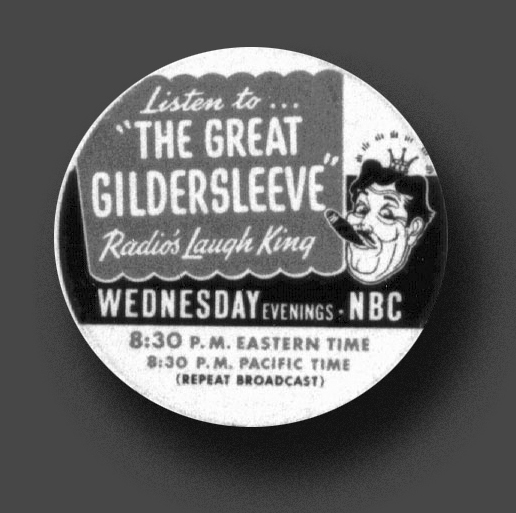 Listen to ...
"THE GREAT
GILDERSLEEVE"
Radio's Laugh King
WEDNESDAY EVENINGS · NBC
8:30 P.M. EASTERN TIME
8:30 P.M. PACIFIC TIME
(REPEAT BROADCAST)